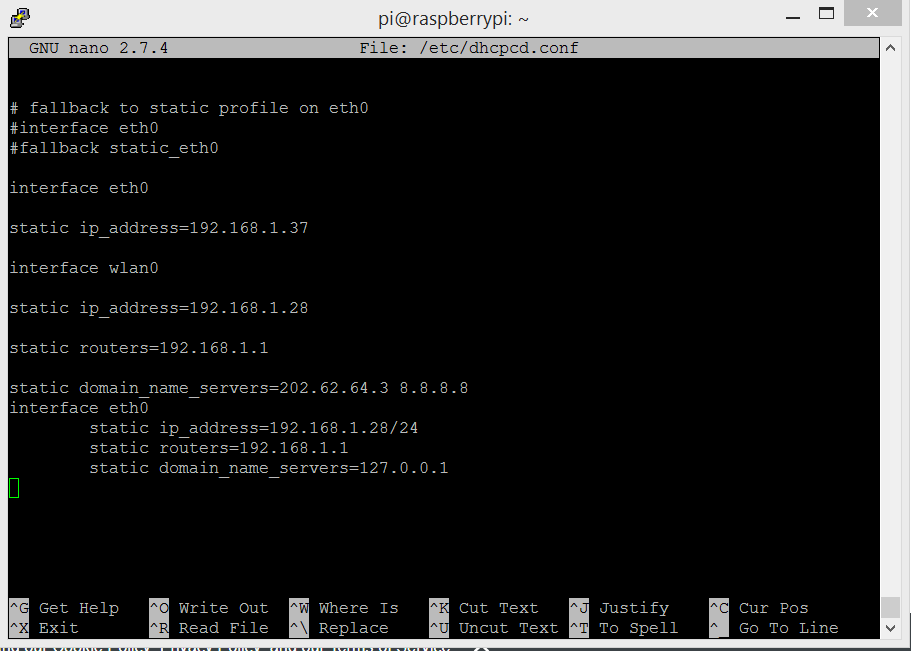 pi@raspberrypi: ~
GNU nano 2.7.4 File: /etc/dhcpcd.conf
# fallback to static profile on eth0
#interface eth0
#fallback static_eth0
interface eth0
static ip_address=192.168.1.37
interface wlan0
static ip_address=192.168.1.28
static routers=192.168.1.1
static domain_name_servers=202.62.64.3 8.8.8.8
interface eth0
static ip_address=192.168.1.28/24
static routers=192.168.1.1
static domain_name_servers=127.0.0.1
^G Get Help ^O Write Out ^W Where Is ^K Cut Text ^J Justify ^C Cur Pos
^X Exit ^R Read File ^\ Replace ^U Uncut Text ^T To Spell ^_ Go To Line